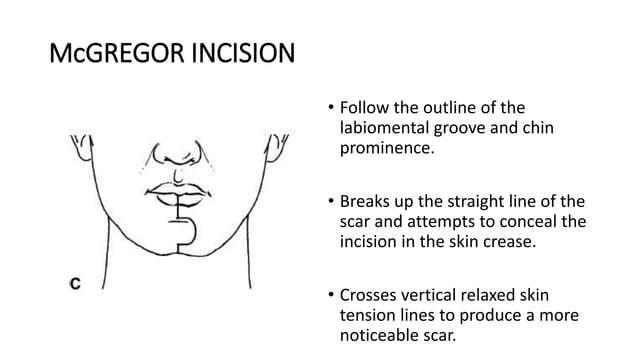 McGREGOR INCISION
• Follow the outline of the
labiomental groove and chin
prominence.
• Breaks up the straight line of the
scar and attempts to conceal the
incision in the skin crease.
• Crosses vertical relaxed skin
tension lines to produce a more
noticeable scar.
C